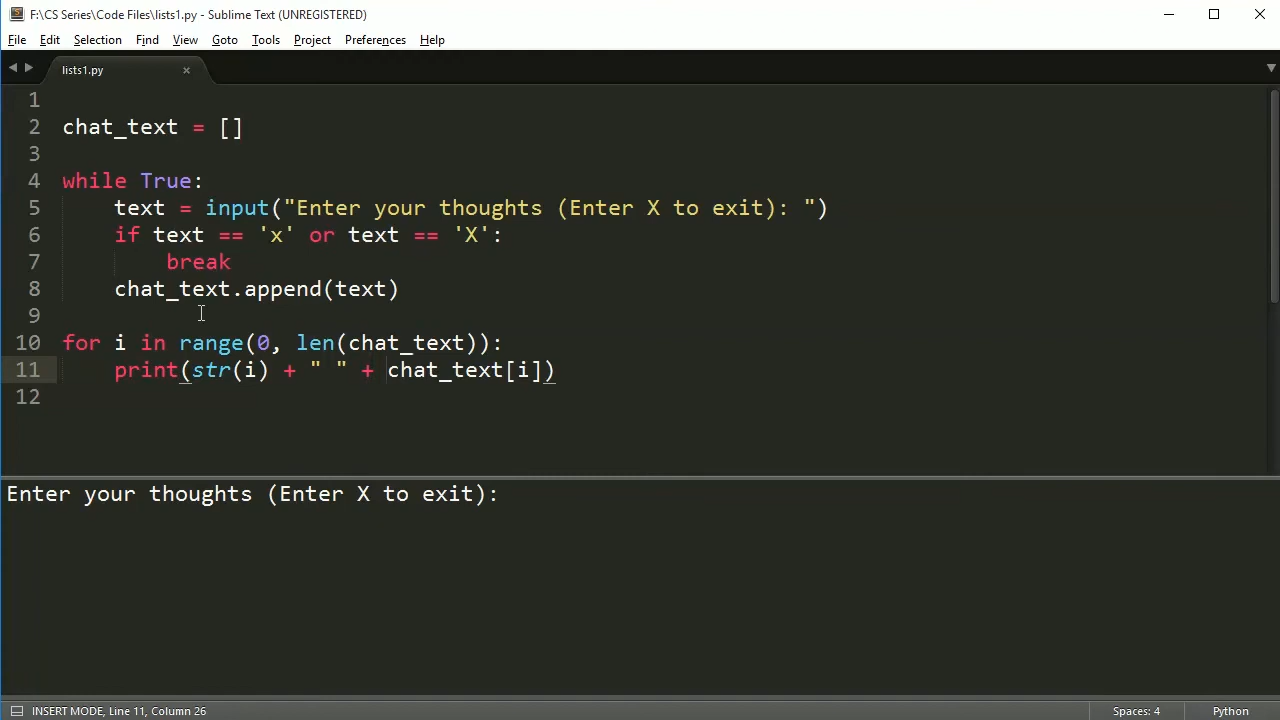 F:\CS Series\Code Files\lists1.py - Sublime Text (UNREGISTERED)
File Edit Selection Find View Goto Tools Project Preferences Help
lists1.py
1
2 chat_text = []
3
4 while True:
5     text = input("Enter your thoughts (Enter X to exit): ")
6     if text == 'x' or text == 'X':
7         break
8     chat_text.append(text)
9
10 for i in range(0, len(chat_text)):
11     print(str(i) + " " + chat_text[i])
12
Enter your thoughts (Enter X to exit):
INSERT MODE, Line 11, Column 26 Spaces: 4 Python